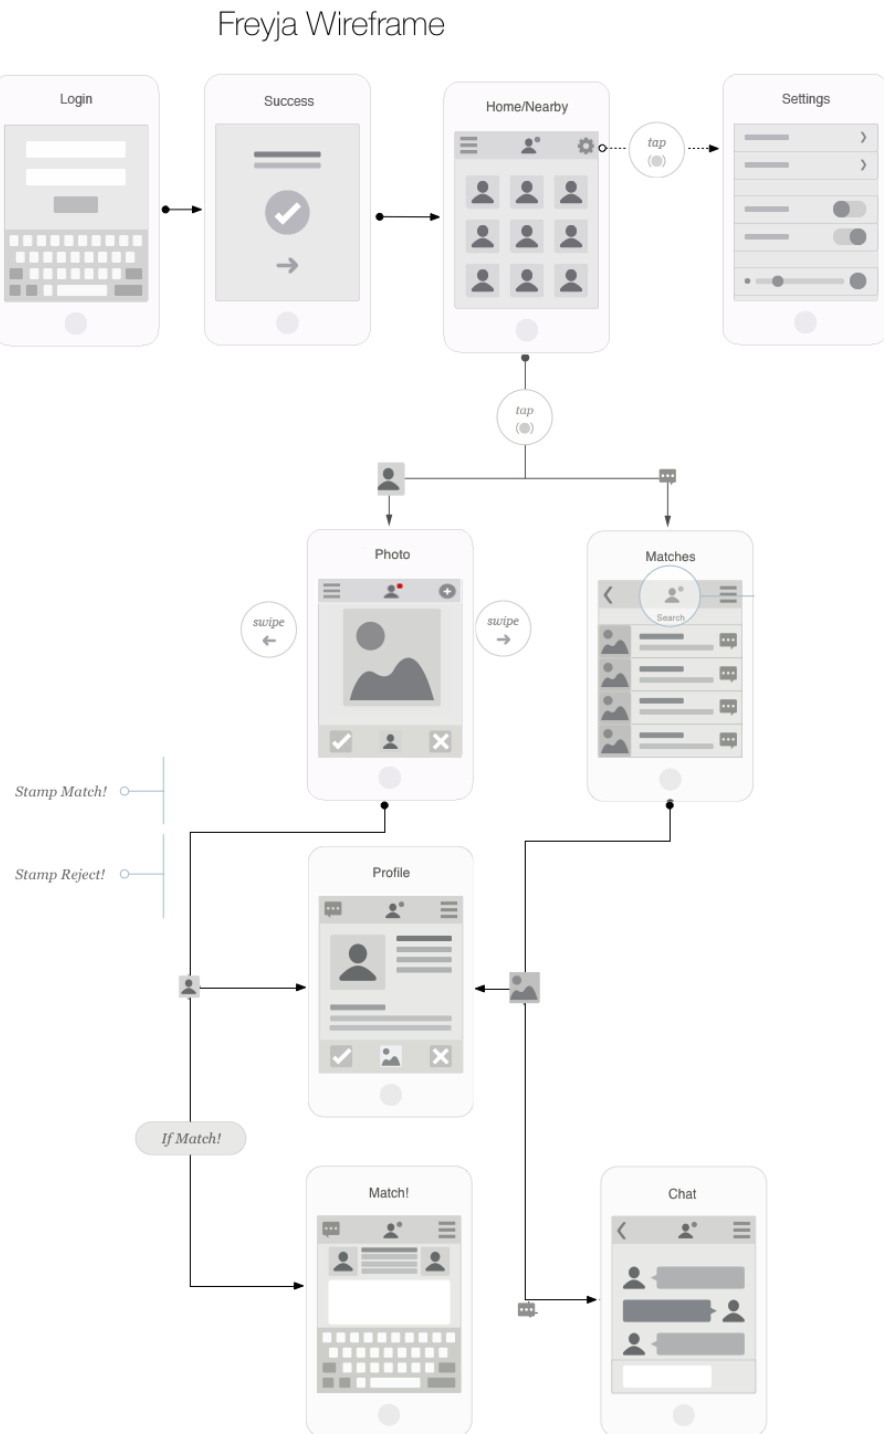 Freyja Wireframe
Login
Success
Home/Nearby
Settings
tap
tap
Photo
Matches
swipe
swipe
Search
Stamp Match!
Stamp Reject!
Profile
If Match!
Match!
Chat